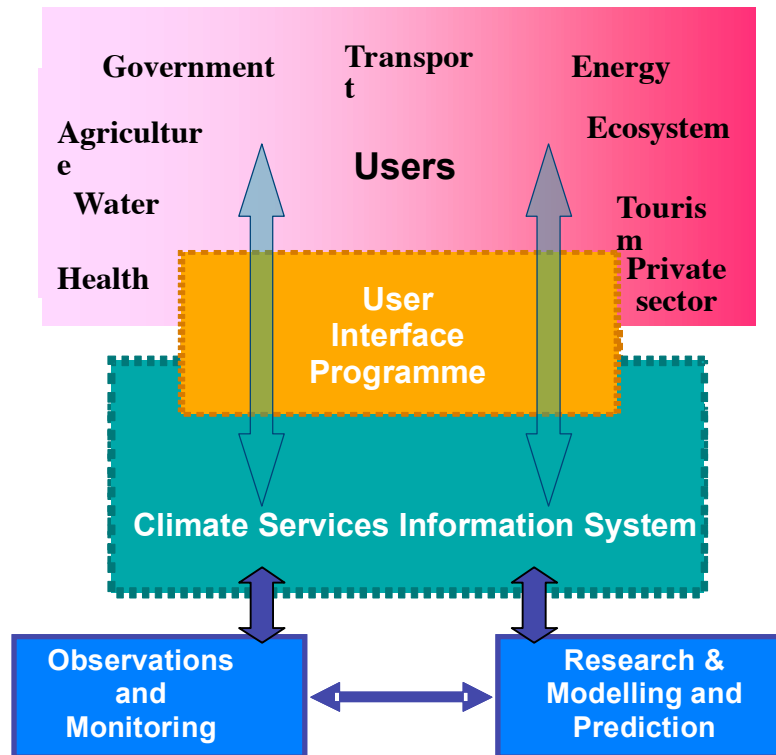 Government
Transpor
t
Energy
Agricultur
e
Ecosystem
Users
Water
Touris
m
Health
Private
sector
User
Interface
Programme
Climate Services Information System
Observations
and
Monitoring
Research &
Modelling and
Prediction